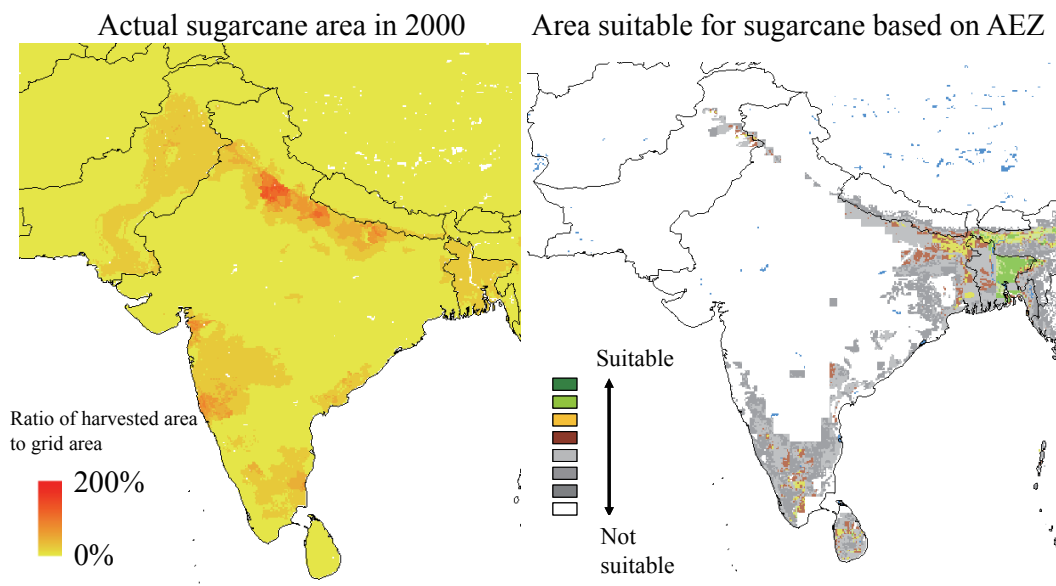 Actual sugarcane area in 2000
Area suitable for sugarcane based on AEZ
Ratio of harvested area
to grid area
200%
0%
Suitable
Not
suitable